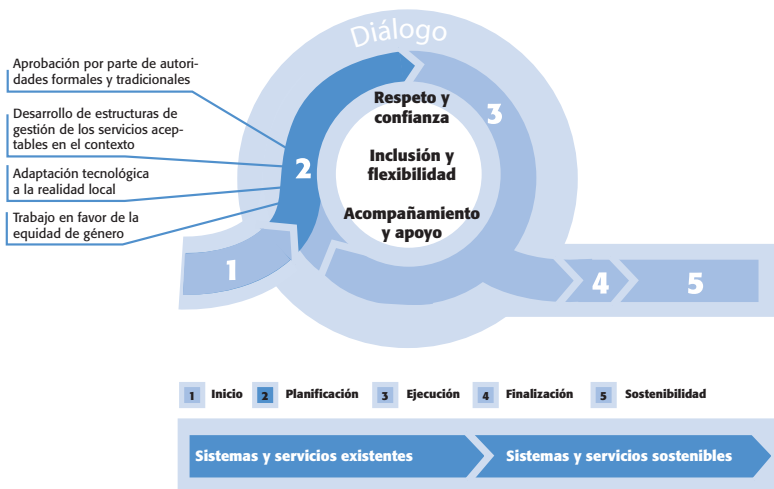 Diálogo
Aprobación por parte de autori-
dades formales y tradicionales
Desarrollo de estructuras de
gestión de los servicios acep-
tables en el contexto
Adaptación tecnológica
a la realidad local
Trabajo en favor de la
equidad de género
Respeto y
confianza
Inclusión y
flexibilidad
Acompañamiento
y apoyo
1
2
3
4
5
1 Inicio 2 Planificación 3 Ejecución 4 Finalización 5 Sostenibilidad
Sistemas y servicios existentes Sistemas y servicios sostenibles